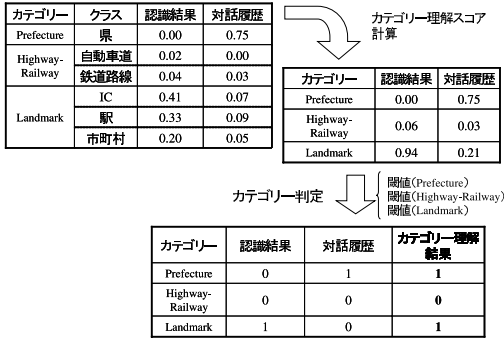 カテゴリー クラス 認識結果 対話履歴
Prefecture 県 0.00 0.75
Highway-Railway 自動車道 0.02 0.00
鉄道路線 0.04 0.03
Landmark IC 0.41 0.07
駅 0.33 0.09
市町村 0.20 0.05
カテゴリー理解スコア
計算
カテゴリー 認識結果 対話履歴
Prefecture 0.00 0.75
Highway-Railway 0.06 0.03
Landmark 0.94 0.21
カテゴリー判定
閾値(Prefecture)
閾値(Highway-Railway)
閾値(Landmark)
カテゴリー 認識結果 対話履歴 カテゴリー理解結果
Prefecture 0 1 1
Highway-Railway 0 0 0
Landmark 1 0 1